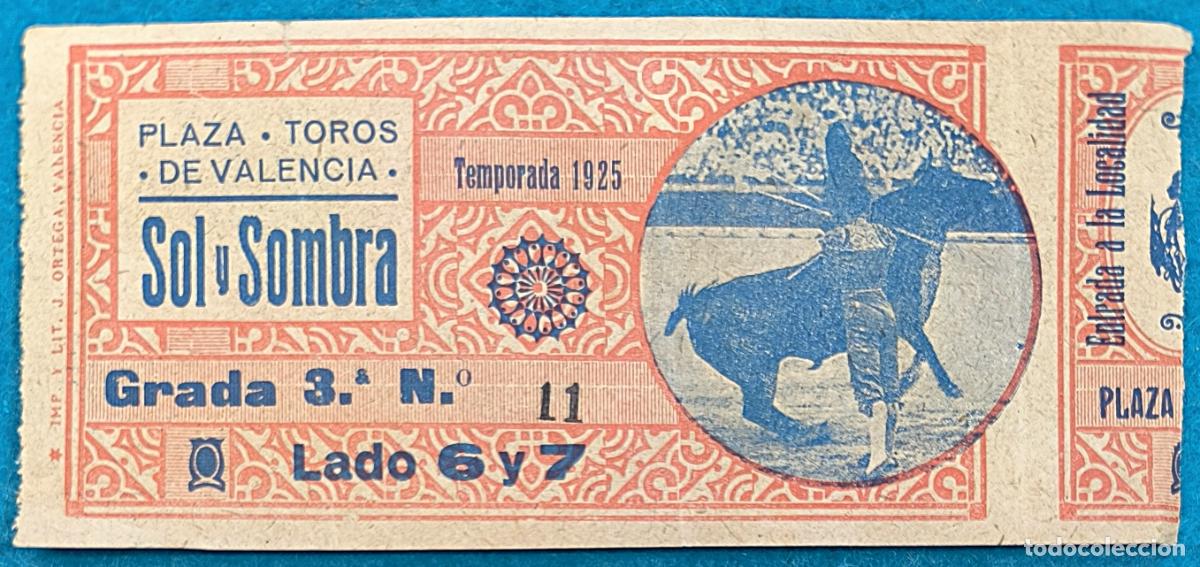 PLAZA • TOROS
• DE VALENCIA •
Sol y Sombra
Temporada 1925
Grada 3.ª N.º 11
Lado 6 y 7
* IMP. Y LIT. J. ORTEGA, VALENCIA
Entrada a la Localidad
PLAZA
todocoleccion